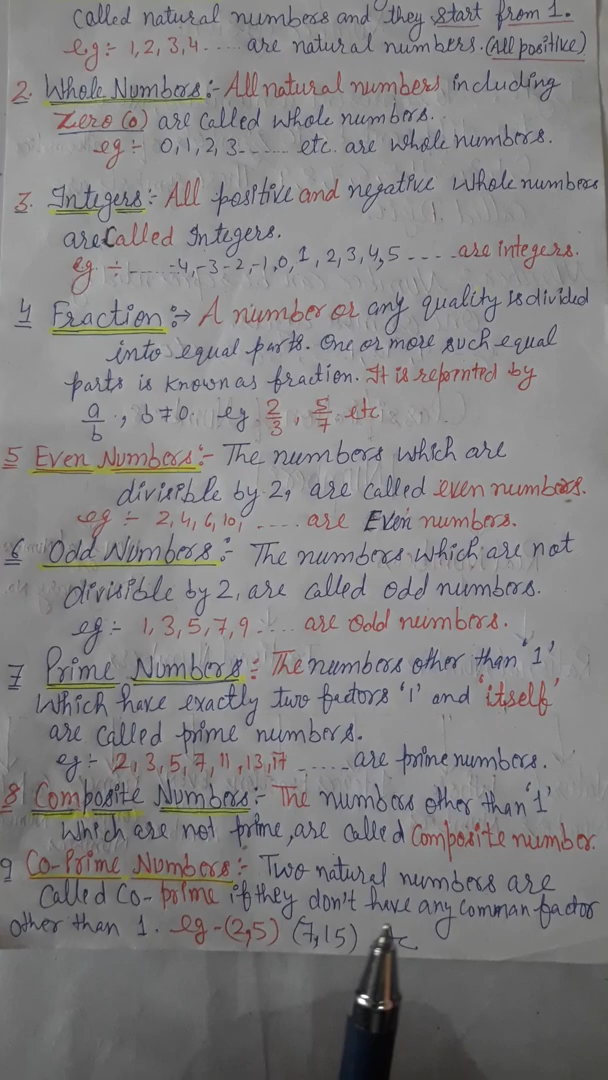 called natural numbers and they start from 1.
eg:- 1, 2, 3, 4 ..... are natural numbers. (All positive)
2. Whole Numbers:- All natural numbers, including
Zero (0) are called whole numbers.
eg:- 0, 1, 2, 3 ...... etc. are whole numbers.
3. Integers:- All positive and negative whole numbers
are called Integers.
eg ÷ ...... -4, -3 -2, -1, 0, 1, 2, 3, 4, 5 ..... are integers.
4 Fraction:→ A number or any quality is divided
into equal parts. One or more such equal
parts is known as fraction. It is repornted by
a/b, b≠0. eg. 2/3, 5/7 etc
5 Even Numbers:- The numbers which are
divisible by 2, are called even numbers.
eg ÷ 2, 4, 6, 10, ..... are Even numbers.
6 Odd Numbers:- The numbers which are not
divisible by 2, are called odd numbers.
eg:- 1, 3, 5, 7, 9 .... are Odd numbers.
7 Prime Numbers: The numbers other than '1'
which have exactly two factors '1' and 'itself'
are called prime numbers.
eg:- 2, 3, 5, 7, 11, 13, 17 ...... are prime numbers.
8 Composite Numbers:- The numbers other than '1'
which are not prime, are called composite number.
9 Co-Prime Numbers:- Two natural numbers are
called Co-prime if they don't have any comman factor
other than 1. eg - (2, 5) (7, 15)